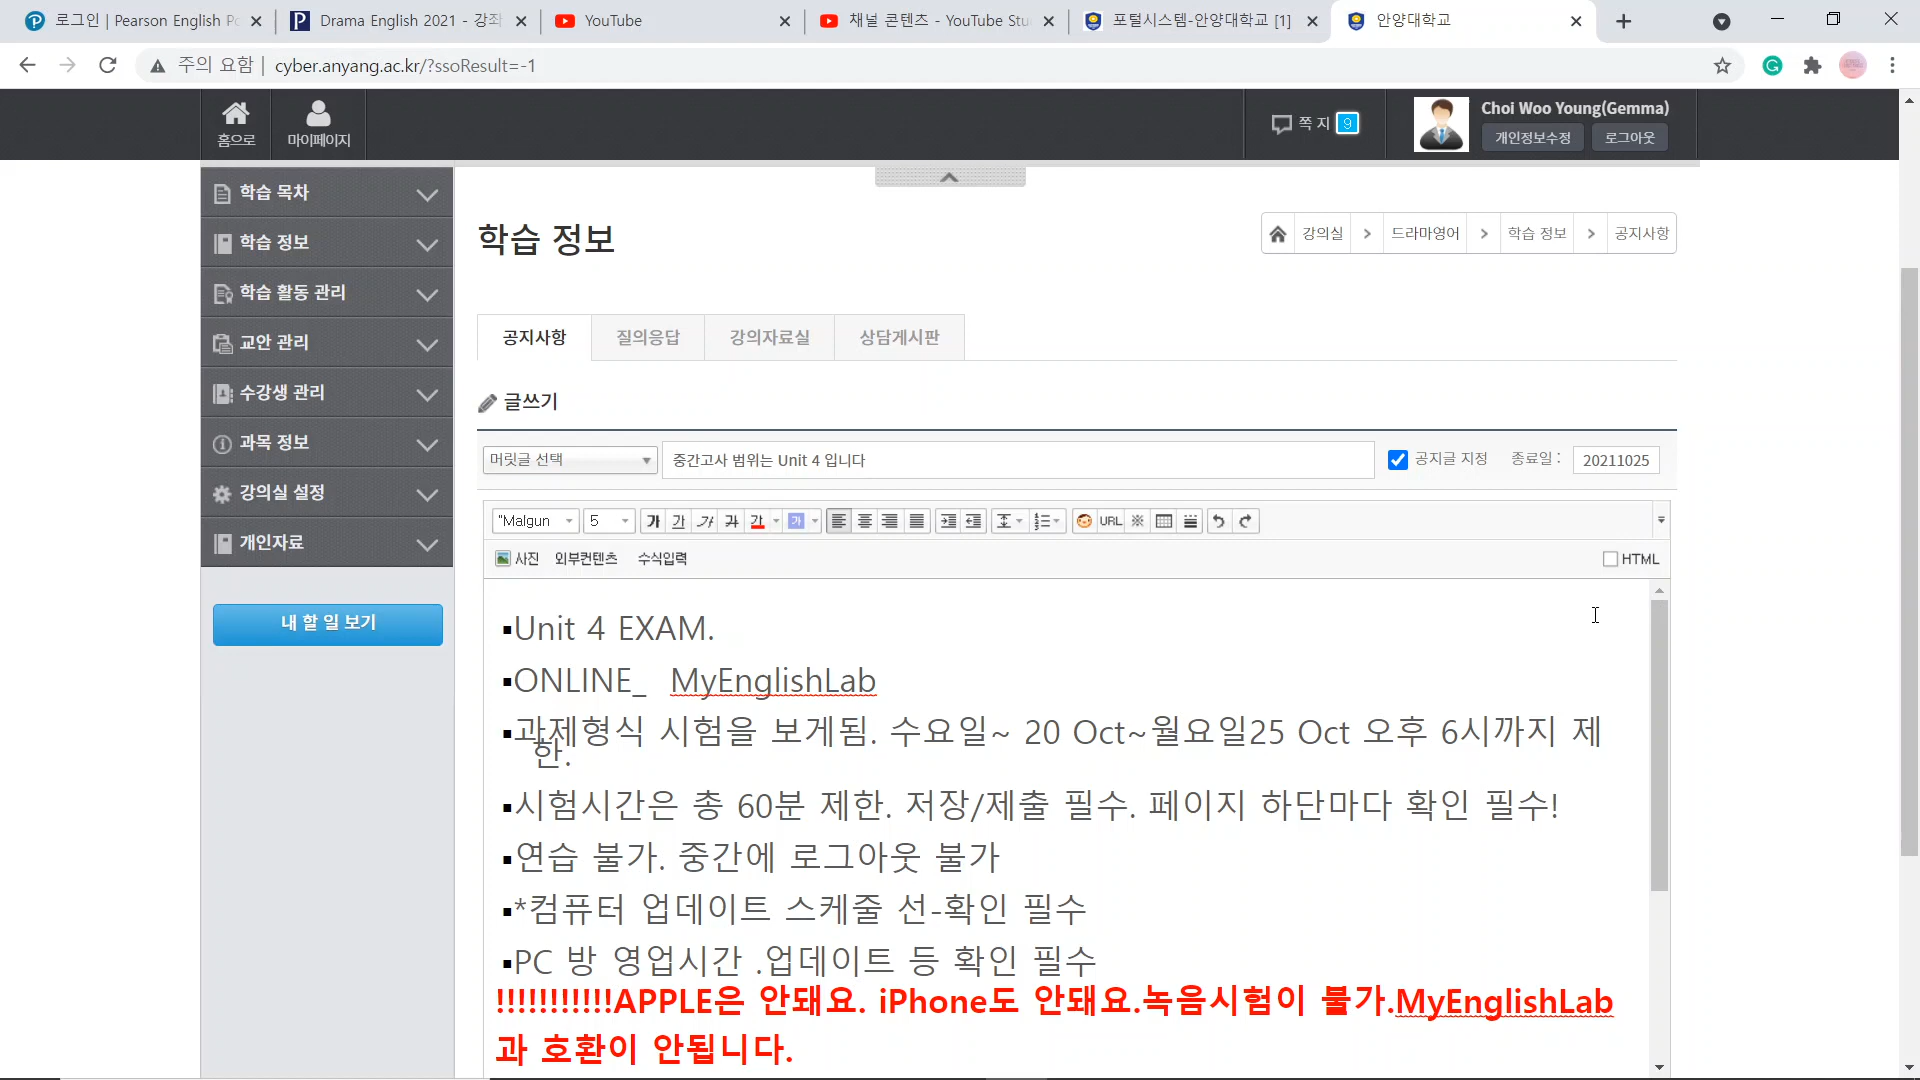 로그인 | Pearson English Po
Drama English 2021 - 강좌
YouTube
채널 콘텐츠 - YouTube Stu
포털시스템-안양대학교 [1]
안양대학교
주의 요함 | cyber.anyang.ac.kr/?ssoResult=-1
홈으로
마이페이지
쪽지 9
Choi Woo Young(Gemma)
개인정보수정
로그아웃
학습 목차
학습 정보
학습 활동 관리
교안 관리
수강생 관리
과목 정보
강의실 설정
개인자료
내 할 일 보기
학습 정보
강의실 > 드라마영어 > 학습 정보 > 공지사항
공지사항
질의응답
강의자료실
상담게시판
글쓰기
머릿글 선택
중간고사 범위는 Unit 4 입니다
공지글 지정
종료일 :
20211025
"Malgun
5
가 가 가 가 가 가
URL
※
사진
외부컨텐츠
수식입력
HTML
▪Unit 4 EXAM.
▪ONLINE_ MyEnglishLab
▪과제형식 시험을 보게됨. 수요일~ 20 Oct~월요일25 Oct 오후 6시까지 제
한.
▪시험시간은 총 60분 제한. 저장/제출 필수. 페이지 하단마다 확인 필수!
▪연습 불가. 중간에 로그아웃 불가
▪*컴퓨터 업데이트 스케줄 선-확인 필수
▪PC 방 영업시간 .업데이트 등 확인 필수
!!!!!!!!!!!APPLE은 안돼요. iPhone도 안돼요.녹음시험이 불가.MyEnglishLab
과 호환이 안됩니다.